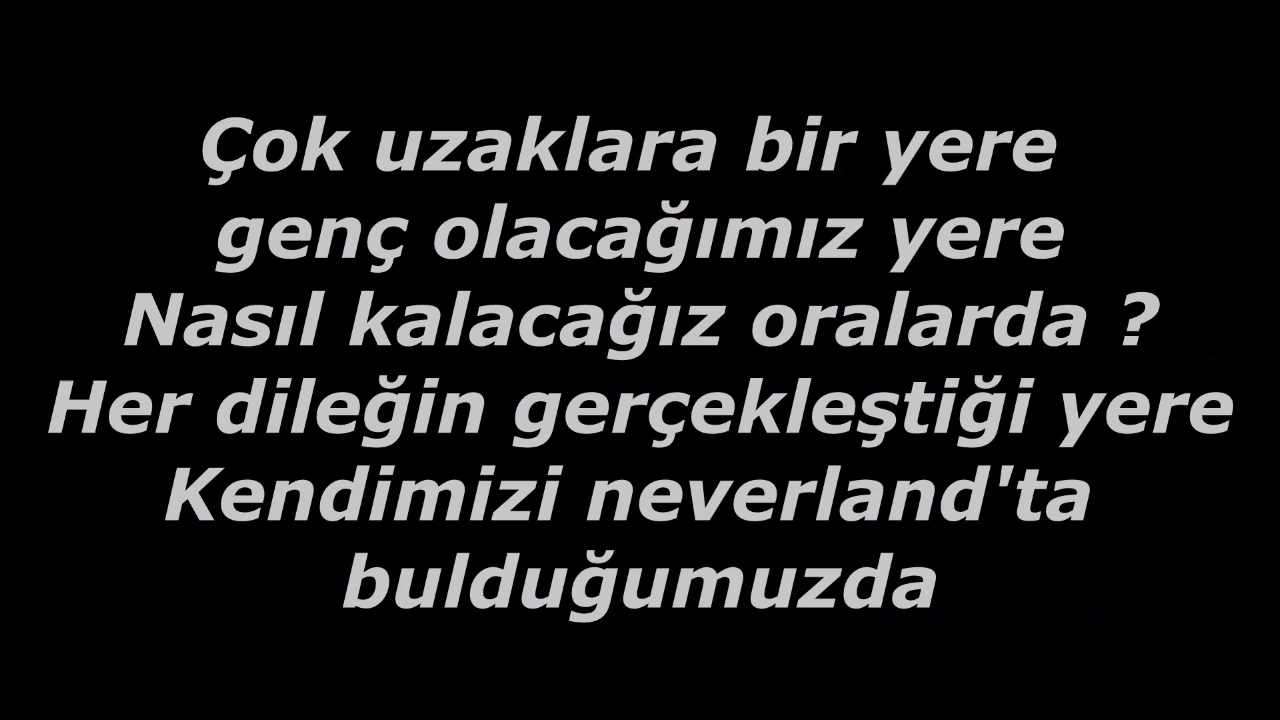 Çok uzaklara bir yere
genç olacağımız yere
Nasıl kalacağız oralarda ?
Her dileğin gerçekleştiği yere
Kendimizi neverland'ta
bulduğumuzda